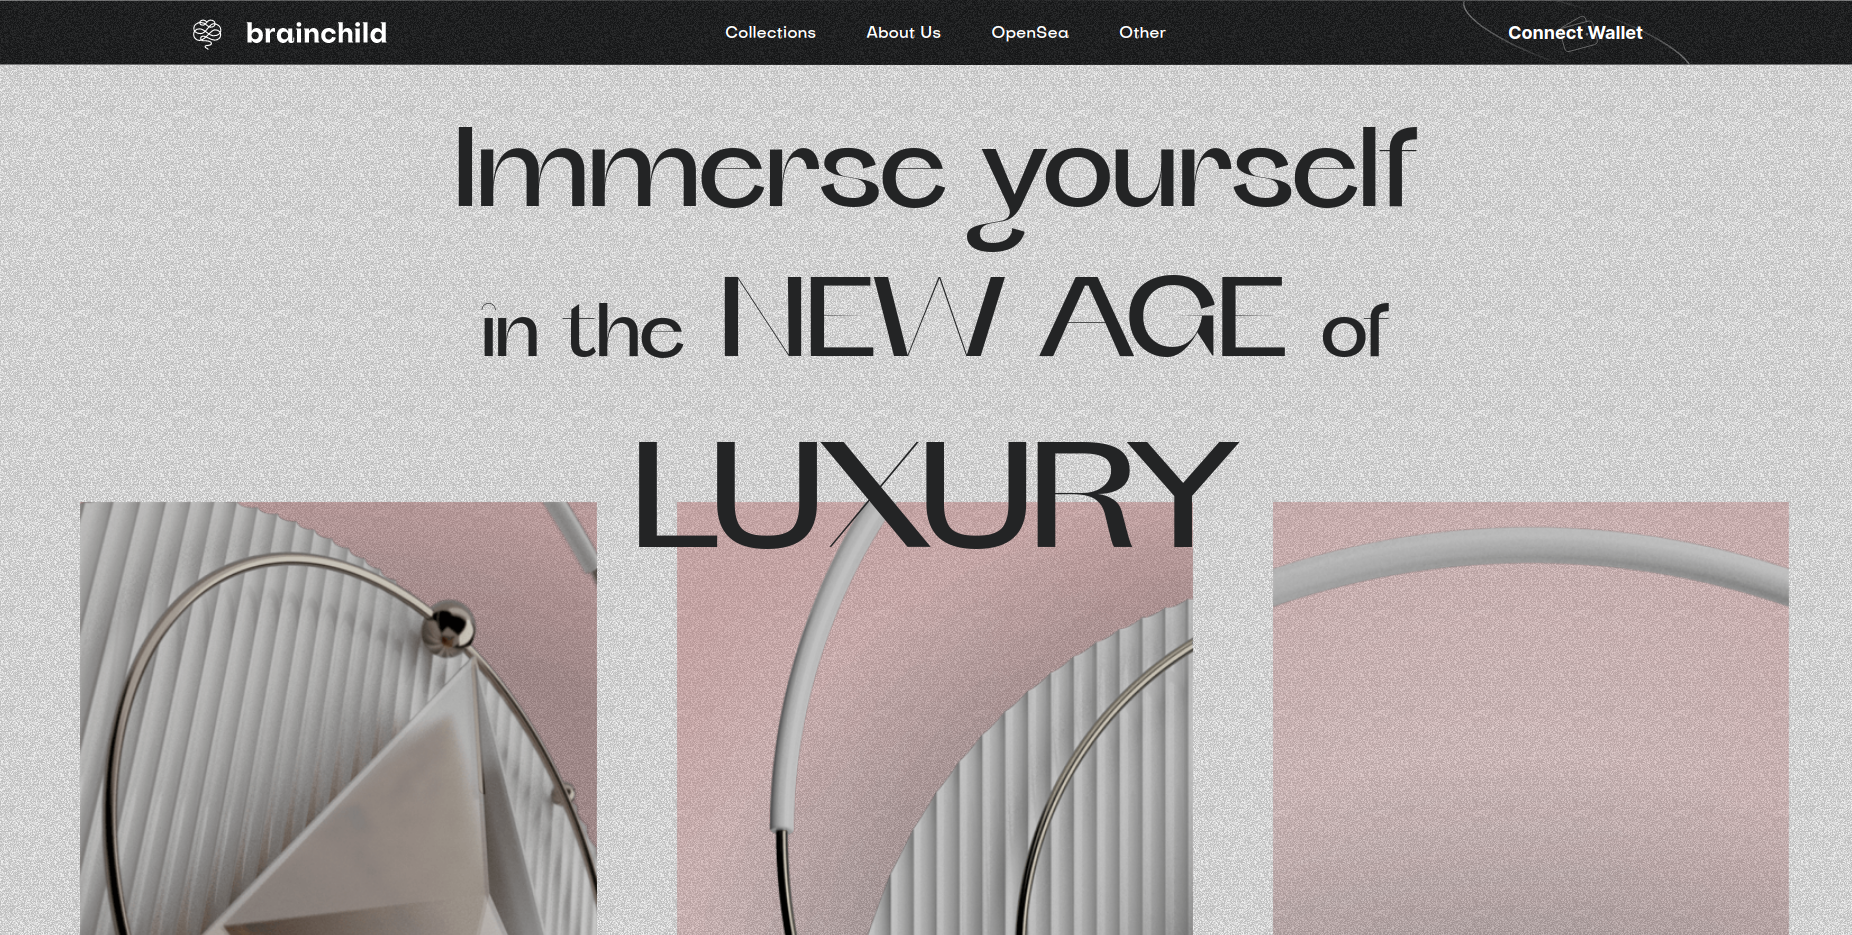 brainchild
Collections About Us OpenSea Other
Connect Wallet
Immerse yourself
in the NEW AGE of
LUXURY